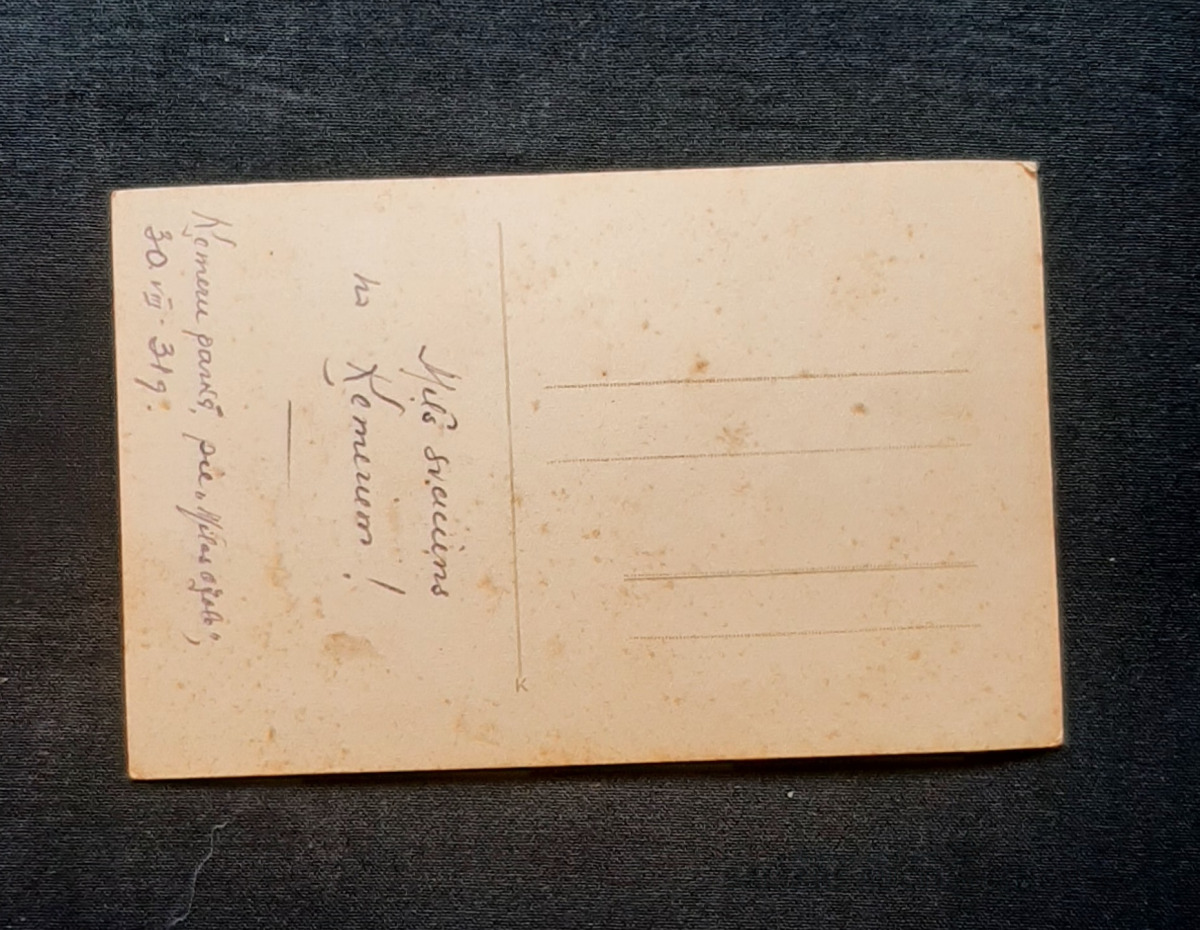 Mīļš sveiciens
no Ķemeriem!
Ķemeru parkā, pie „Mīlas ozola",
30. VIII. 31 g.
K